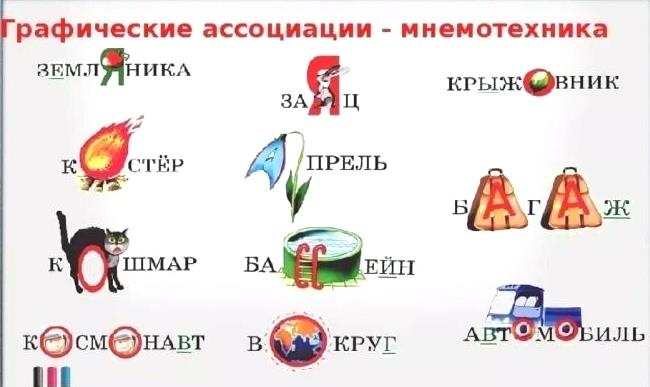 Графические ассоциации - мнемотехника
ЗЕМЛЯНИКА
ЗАЯЦ
КРЫЖОВНИК
КОСТЁР
АПРЕЛЬ
БАГАЖ
КОШМАР
БАССЕЙН
АВТОМОБИЛЬ
КОСМОНАВТ
ВОКРУГ